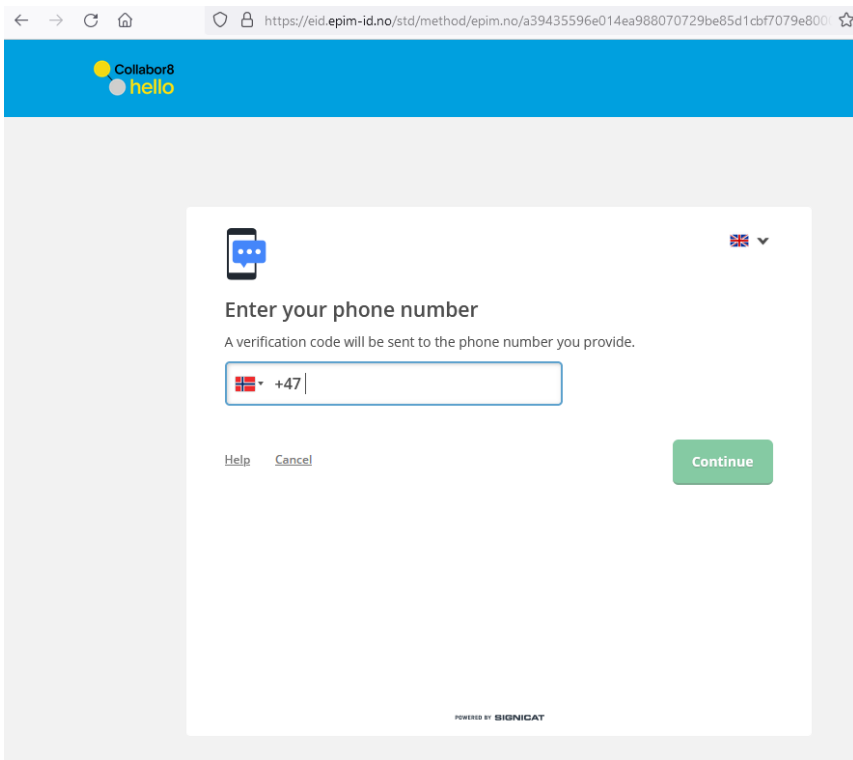 https://eid.epim-id.no/std/method/epim.no/a39435596e014ea988070729be85d1cbf7079e800
Collabor8
hello
Enter your phone number
A verification code will be sent to the phone number you provide.
+47
Help Cancel
Continue
POWERED BY SIGNICAT